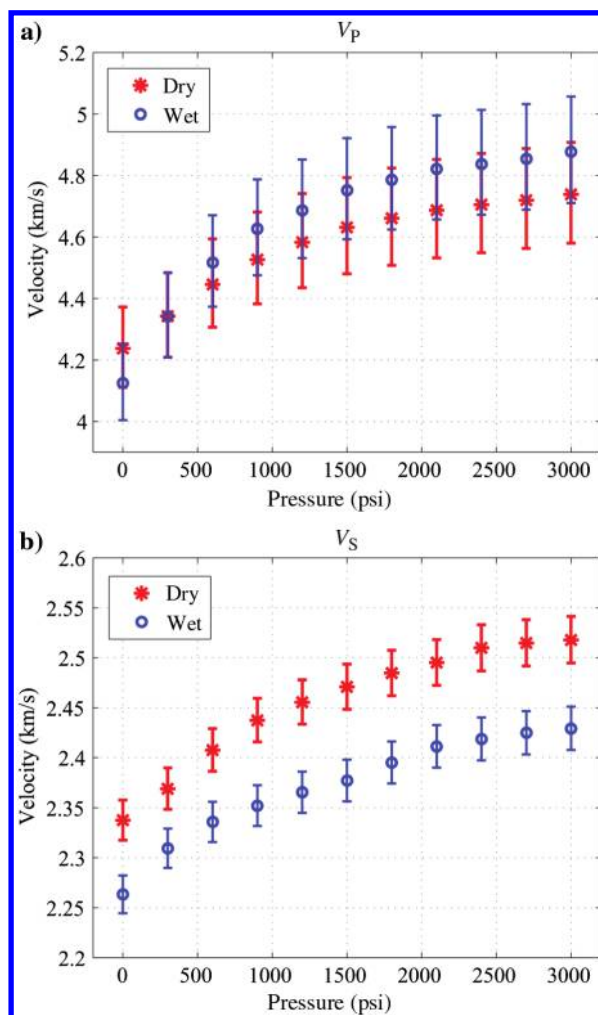 a)
V_P
5.2
5
4.8
4.6
4.4
4.2
4
Velocity (km/s)
Dry
Wet
0 500 1000 1500 2000 2500 3000
Pressure (psi)
b)
V_S
2.6
2.55
2.5
2.45
2.4
2.35
2.3
2.25
2.2
Velocity (km/s)
Dry
Wet
0 500 1000 1500 2000 2500 3000
Pressure (psi)